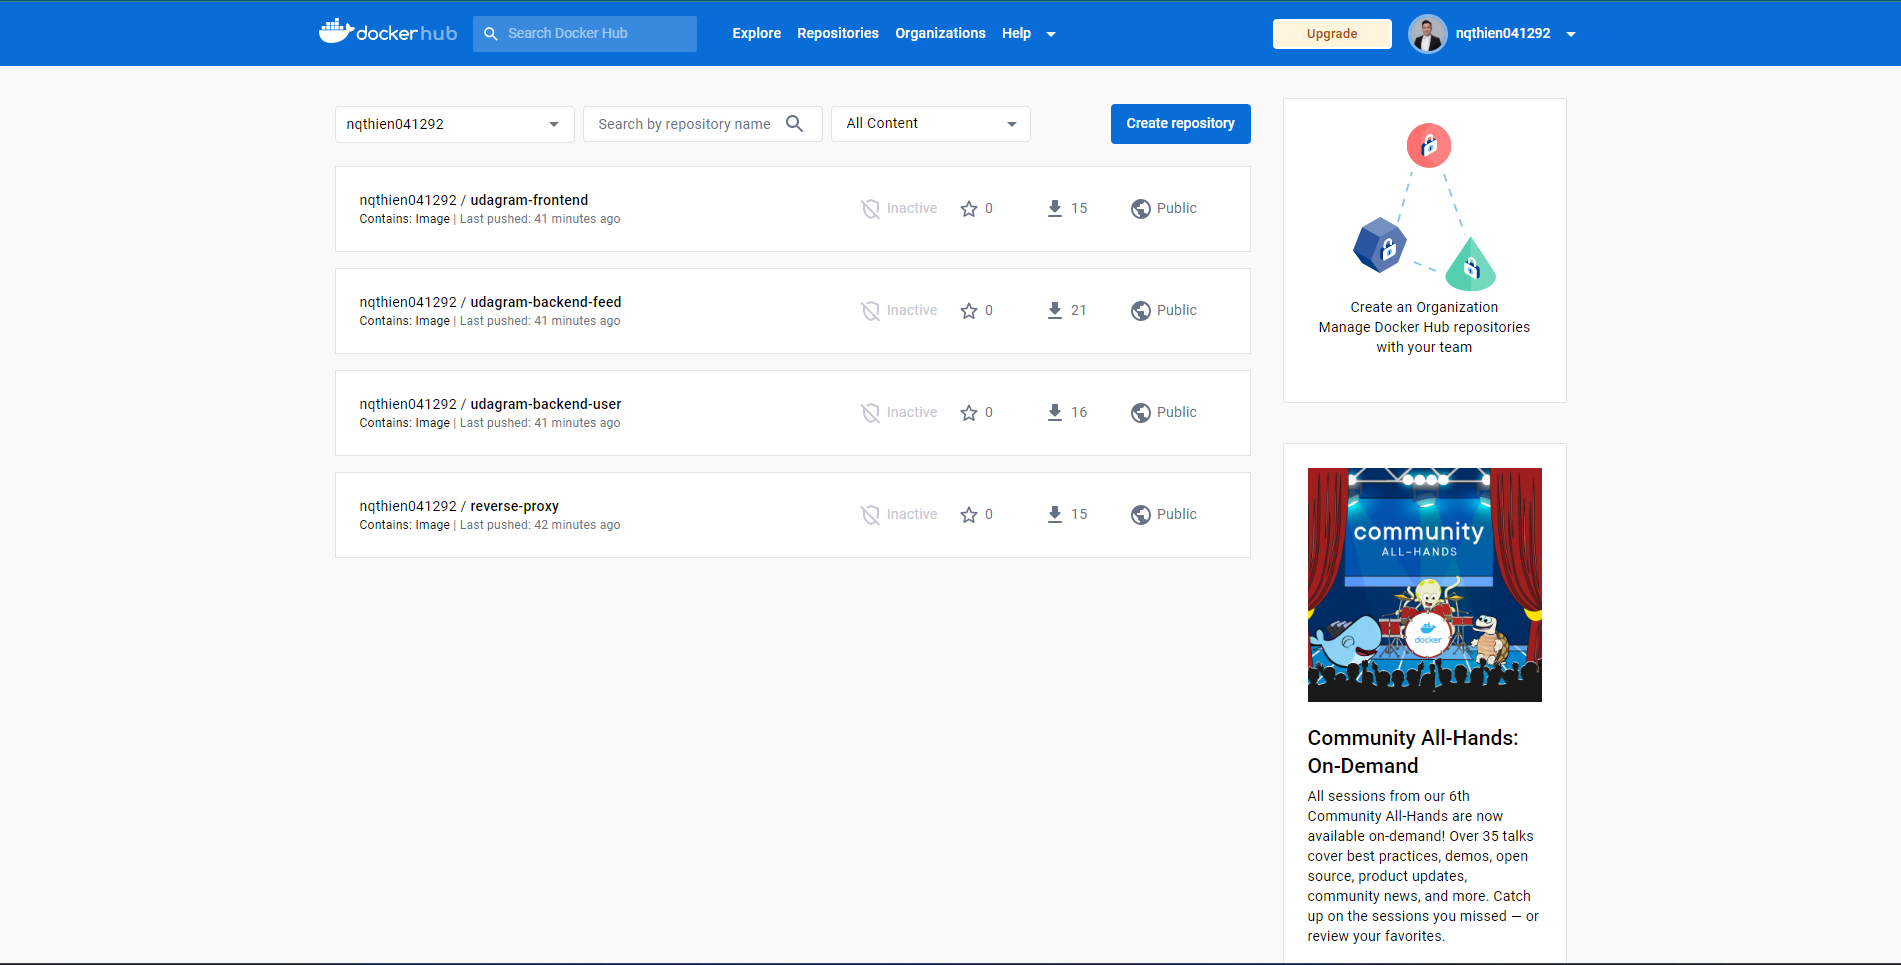 docker hub
Search Docker Hub
Explore Repositories Organizations Help
Upgrade
nqthien041292
nqthien041292
Search by repository name
All Content
Create repository
nqthien041292 / udagram-frontend
Contains: Image | Last pushed: 41 minutes ago
Inactive 0 15 Public
nqthien041292 / udagram-backend-feed
Contains: Image | Last pushed: 41 minutes ago
Inactive 0 21 Public
nqthien041292 / udagram-backend-user
Contains: Image | Last pushed: 41 minutes ago
Inactive 0 16 Public
nqthien041292 / reverse-proxy
Contains: Image | Last pushed: 42 minutes ago
Inactive 0 15 Public
Create an Organization
Manage Docker Hub repositories
with your team
community
ALL-HANDS
docker
Community All-Hands:
On-Demand
All sessions from our 6th
Community All-Hands are now
available on-demand! Over 35 talks
cover best practices, demos, open
source, product updates,
community news, and more. Catch
up on the sessions you missed — or
review your favorites.